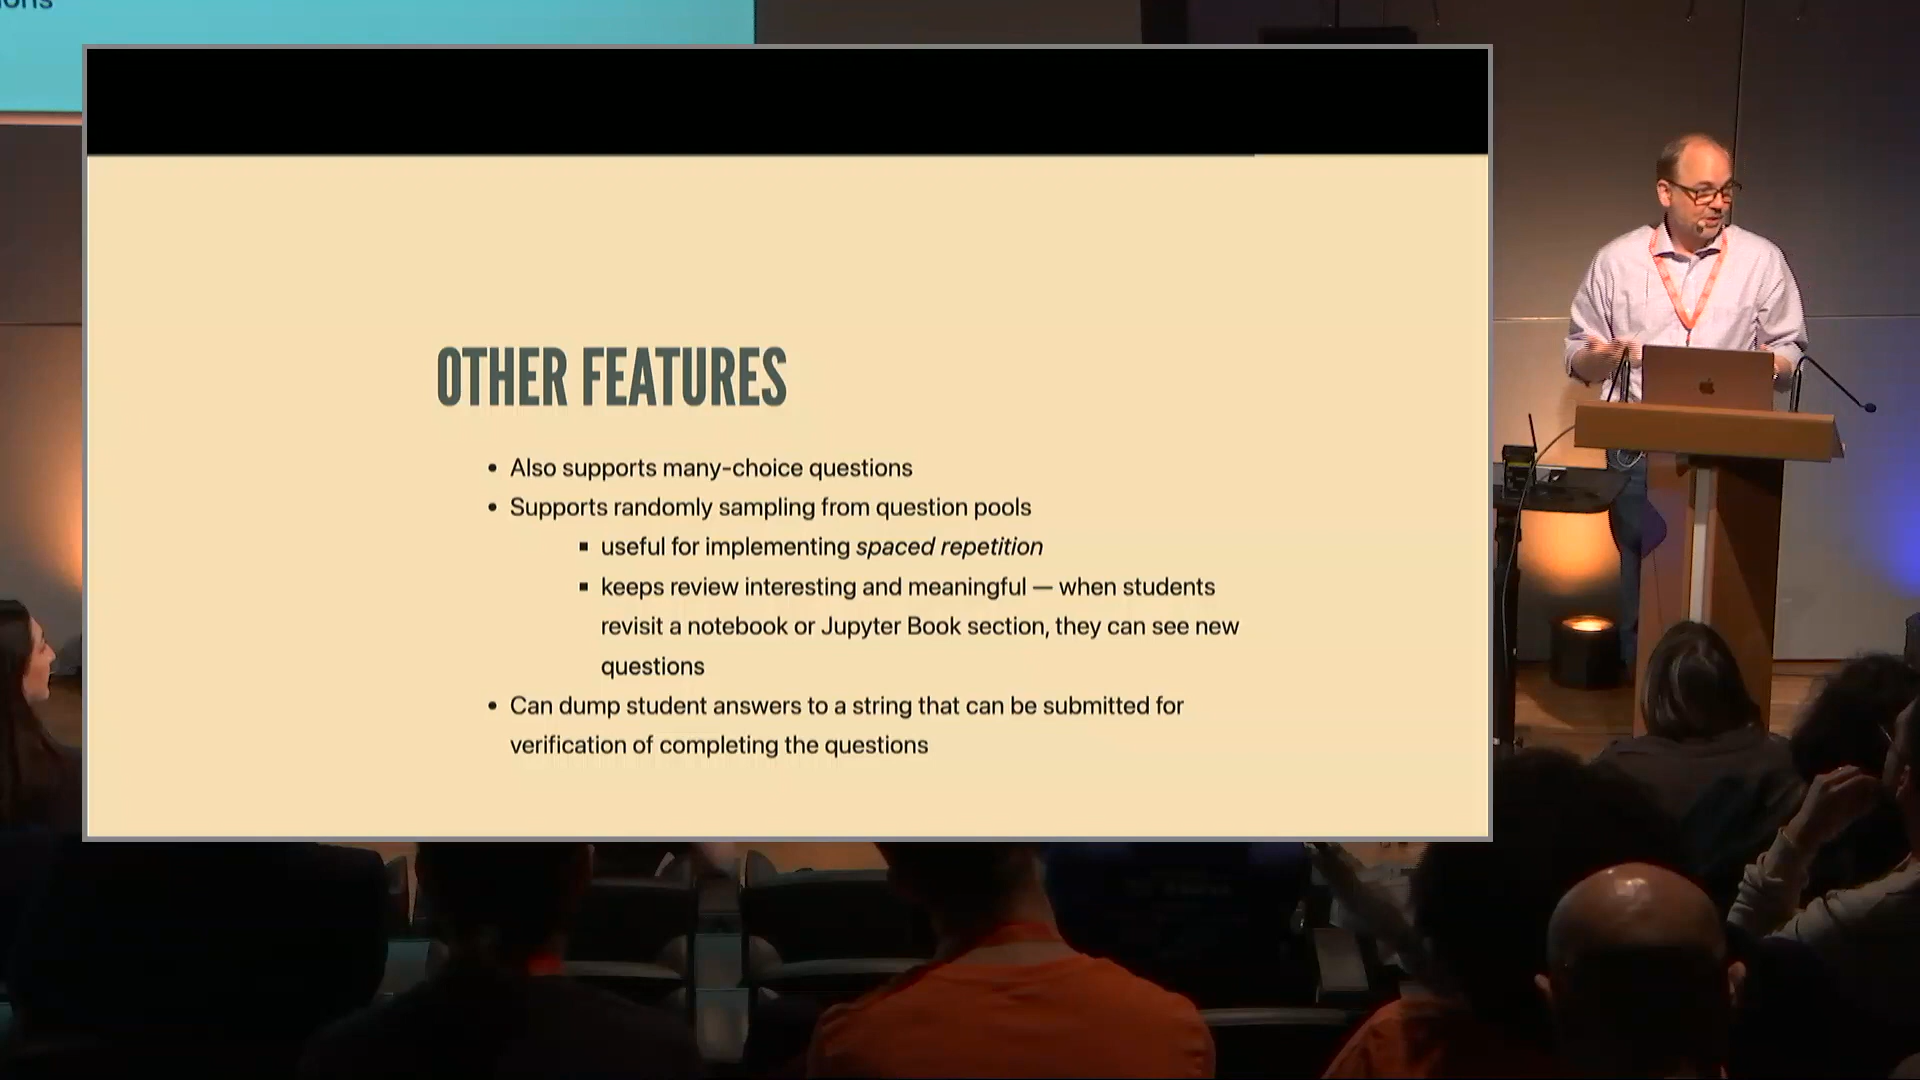 OTHER FEATURES
• Also supports many-choice questions
• Supports randomly sampling from question pools
▪ useful for implementing spaced repetition
▪ keeps review interesting and meaningful — when students
revisit a notebook or Jupyter Book section, they can see new
questions
• Can dump student answers to a string that can be submitted for
verification of completing the questions